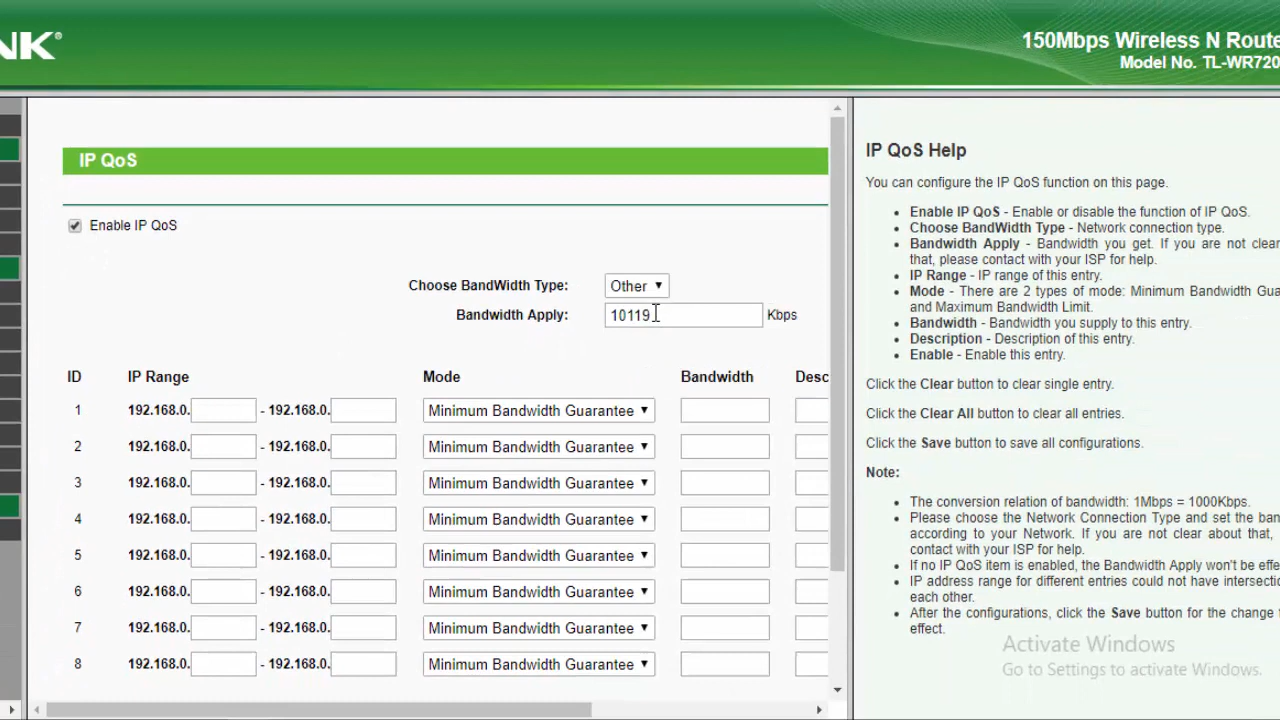 NK®
150Mbps Wireless N Route
Model No. TL-WR720
IP QoS
Enable IP QoS
Choose BandWidth Type: Other
Bandwidth Apply: 10119 Kbps
ID IP Range Mode Bandwidth Desc
1 192.168.0. - 192.168.0. Minimum Bandwidth Guarantee
2 192.168.0. - 192.168.0. Minimum Bandwidth Guarantee
3 192.168.0. - 192.168.0. Minimum Bandwidth Guarantee
4 192.168.0. - 192.168.0. Minimum Bandwidth Guarantee
5 192.168.0. - 192.168.0. Minimum Bandwidth Guarantee
6 192.168.0. - 192.168.0. Minimum Bandwidth Guarantee
7 192.168.0. - 192.168.0. Minimum Bandwidth Guarantee
8 192.168.0. - 192.168.0. Minimum Bandwidth Guarantee
IP QoS Help
You can configure the IP QoS function on this page.
• Enable IP QoS - Enable or disable the function of IP QoS.
• Choose BandWidth Type - Network connection type.
• Bandwidth Apply - Bandwidth you get. If you are not clear
that, please contact with your ISP for help.
• IP Range - IP range of this entry.
• Mode - There are 2 types of mode: Minimum Bandwidth Gua
and Maximum Bandwidth Limit.
• Bandwidth - Bandwidth you supply to this entry.
• Description - Description of this entry.
• Enable - Enable this entry.
Click the Clear button to clear single entry.
Click the Clear All button to clear all entries.
Click the Save button to save all configurations.
Note:
• The conversion relation of bandwidth: 1Mbps = 1000Kbps.
• Please choose the Network Connection Type and set the ban
according to your Network. If you are not clear about that,
contact with your ISP for help.
• If no IP QoS item is enabled, the Bandwidth Apply won't be effe
• IP address range for different entries could not have intersectio
each other.
• After the configurations, click the Save button for the change
effect.
Activate Windows
Go to Settings to activate Windows.